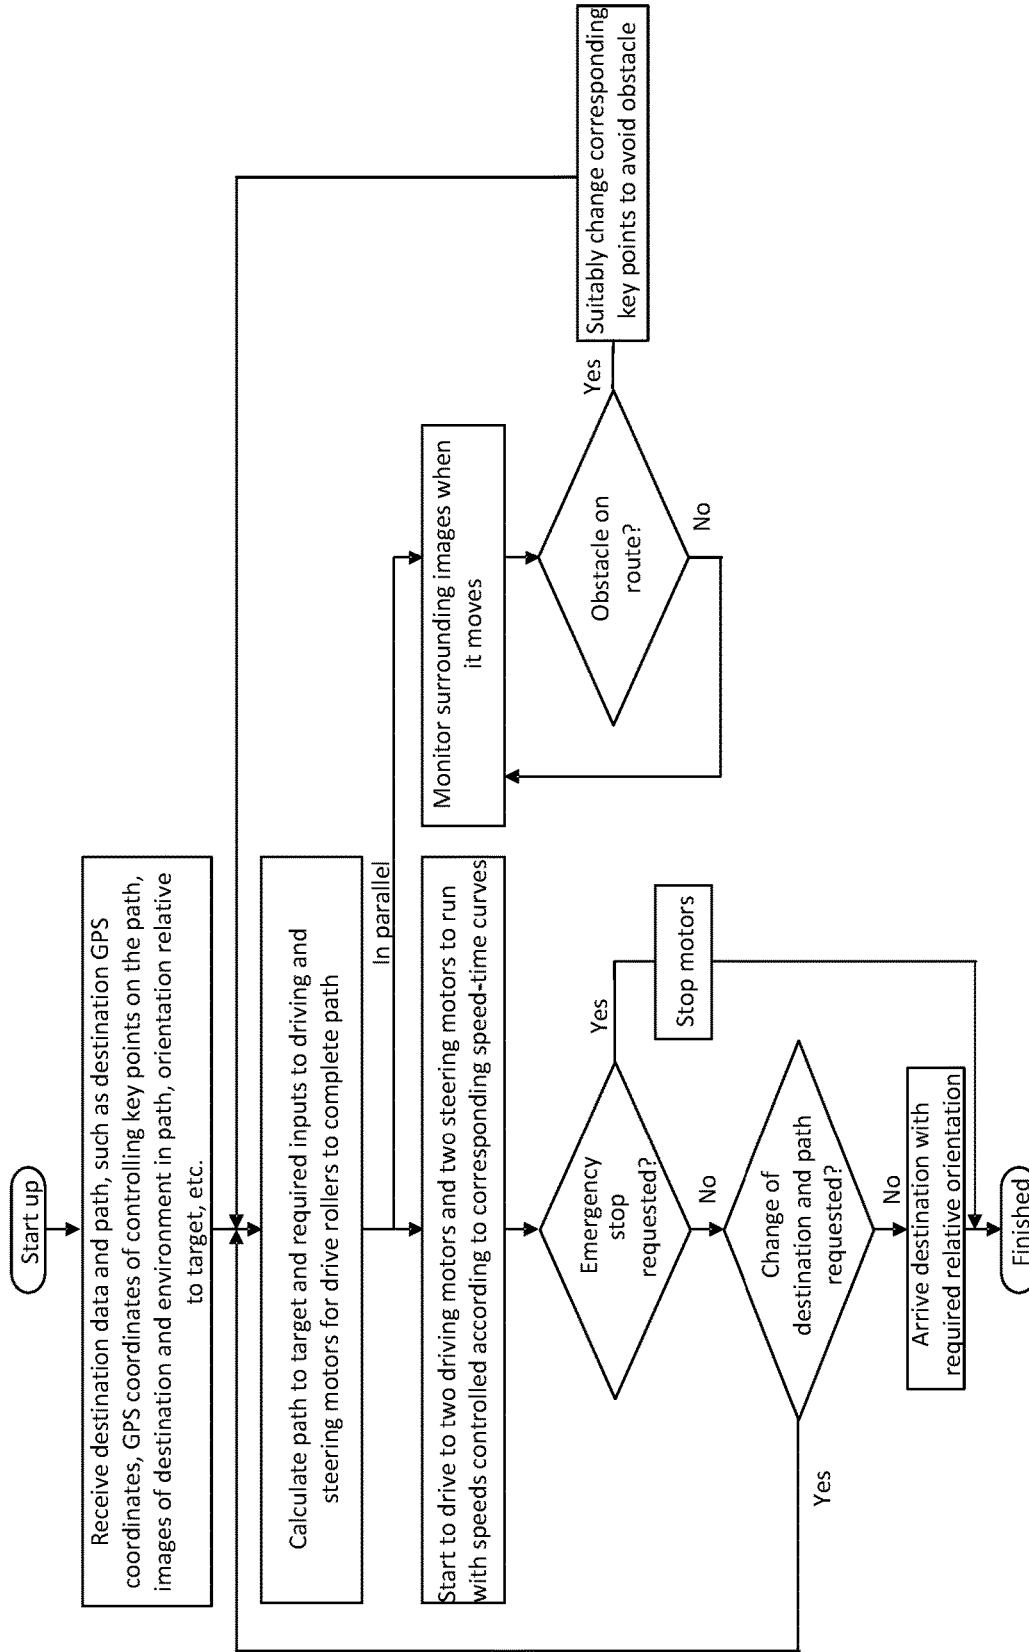 Start up
Receive destination data and path, such as destination GPS
coordinates, GPS coordinates of controlling key points on the path,
images of destination and environment in path, orientation relative
to target, etc.
Calculate path to target and required inputs to driving and
steering motors for drive rollers to complete path
In parallel
Start to drive to two driving motors and two steering motors to run
with speeds controlled according to corresponding speed-time curves
Monitor surrounding images when
it moves
Emergency
stop
requested?
Yes
No
Stop motors
Obstacle on
route?
Yes
No
Suitably change corresponding
key points to avoid obstacle
Change of
destination and path
requested?
Yes
No
Arrive destination with
required relative orientation
Finished